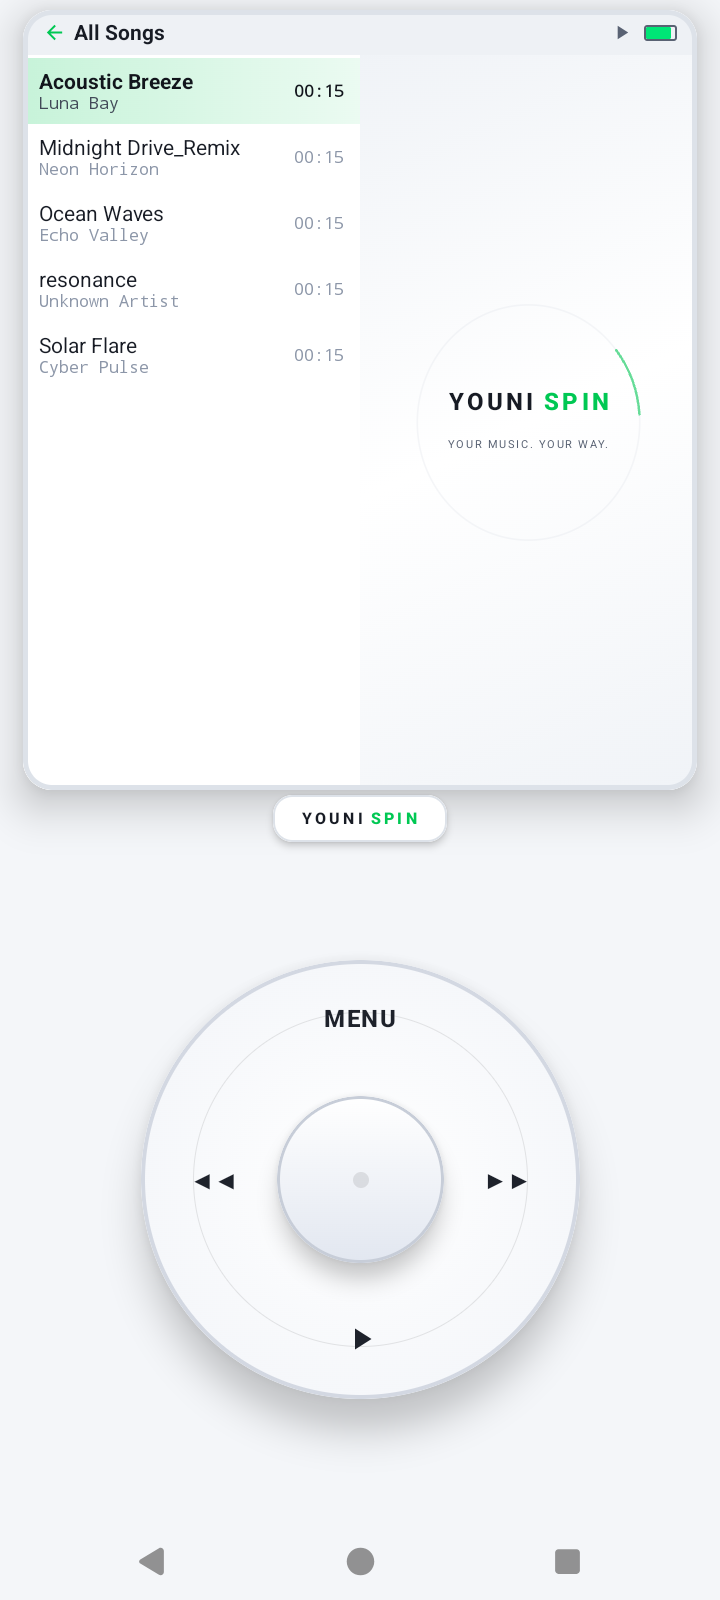 All Songs
Acoustic Breeze
Luna Bay
00:15
Midnight Drive_Remix
Neon Horizon
00:15
Ocean Waves
Echo Valley
00:15
resonance
Unknown Artist
00:15
Solar Flare
Cyber Pulse
00:15
YOUNI SPIN
YOUR MUSIC. YOUR WAY.
YOUNI SPIN
MENU